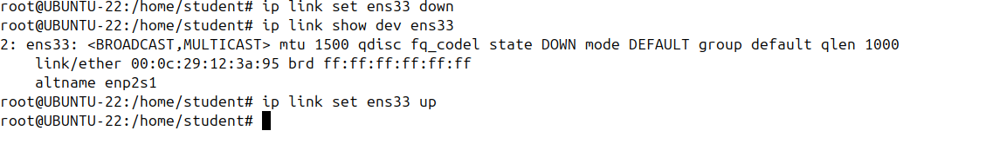 root@UBUNTU-22:/home/student# ip link set ens33 down
root@UBUNTU-22:/home/student# ip link show dev ens33
2: ens33: <BROADCAST,MULTICAST> mtu 1500 qdisc fq_codel state DOWN mode DEFAULT group default qlen 1000
    link/ether 00:0c:29:12:3a:95 brd ff:ff:ff:ff:ff:ff
    altname enp2s1
root@UBUNTU-22:/home/student# ip link set ens33 up
root@UBUNTU-22:/home/student#